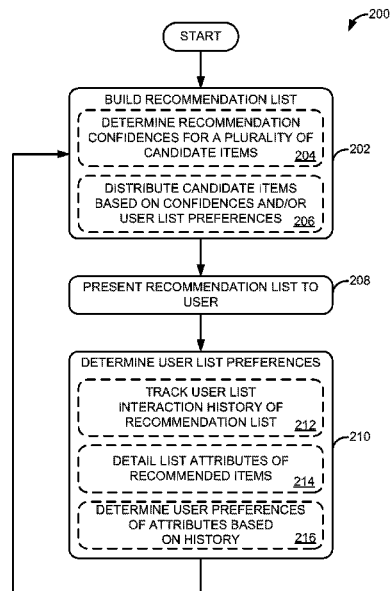 200
START
BUILD RECOMMENDATION LIST
DETERMINE RECOMMENDATION
CONFIDENCES FOR A PLURALITY OF
CANDIDATE ITEMS
204
202
DISTRIBUTE CANDIDATE ITEMS
BASED ON CONFIDENCES AND/OR
USER LIST PREFERENCES
206
208
PRESENT RECOMMENDATION LIST TO
USER
DETERMINE USER LIST PREFERENCES
TRACK USER LIST
INTERACTION HISTORY OF
RECOMMENDATION LIST
212
210
DETAIL LIST ATTRIBUTES OF
RECOMMENDED ITEMS
214
DETERMINE USER PREFERENCES
OF ATTRIBUTES BASED
ON HISTORY
216